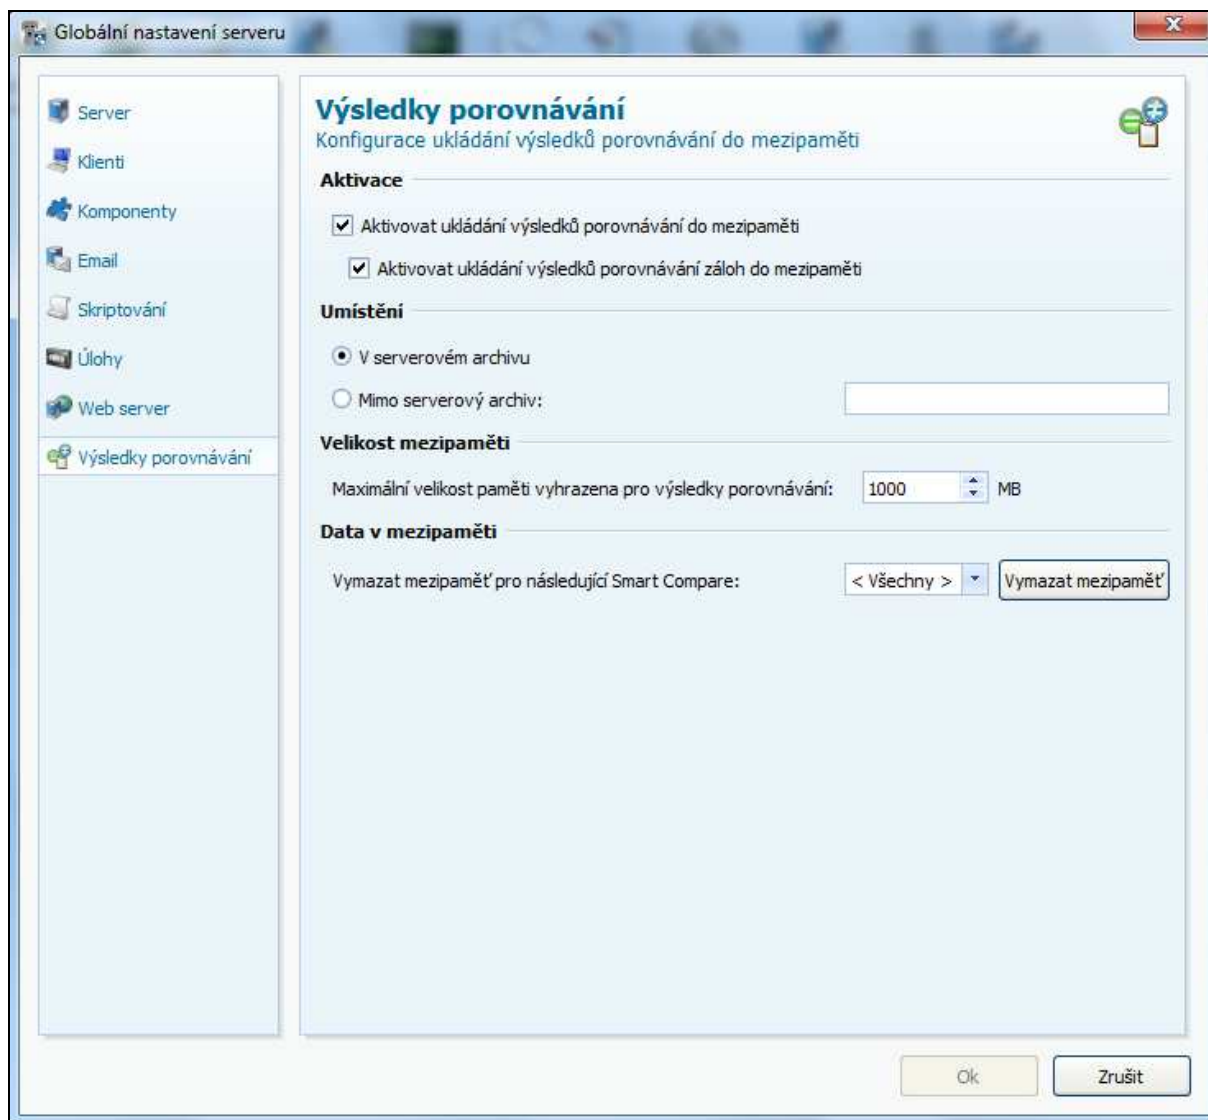 Globální nastavení serveru
Server
Klienti
Komponenty
Email
Skriptování
Úlohy
Web server
Výsledky porovnávání
Výsledky porovnávání
Konfigurace ukládání výsledků porovnávání do mezipaměti
Aktivace
Aktivovat ukládání výsledků porovnávání do mezipaměti
Aktivovat ukládání výsledků porovnávání záloh do mezipaměti
Umístění
V serverovém archivu
Mimo serverový archiv:
Velikost mezipaměti
Maximální velikost paměti vyhrazena pro výsledky porovnávání: 1000 MB
Data v mezipaměti
Vymazat mezipaměť pro následující Smart Compare: < Všechny > Vymazat mezipaměť
Ok Zrušit